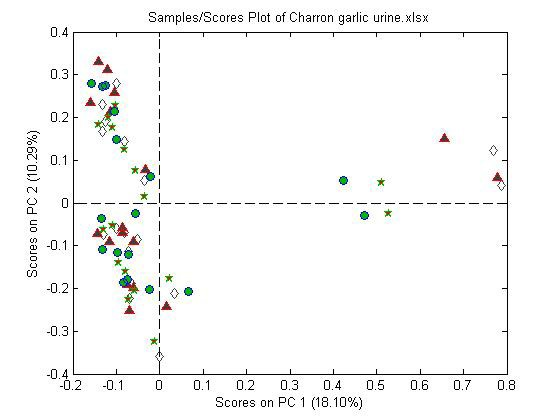 Samples/Scores Plot of Charron garlic urine.xlsx
0.4
0.3
0.2
0.1
0
-0.1
-0.2
-0.3
-0.4
Scores on PC 2 (10.29%)
-0.2 -0.1 0 0.1 0.2 0.3 0.4 0.5 0.6 0.7 0.8
Scores on PC 1 (18.10%)